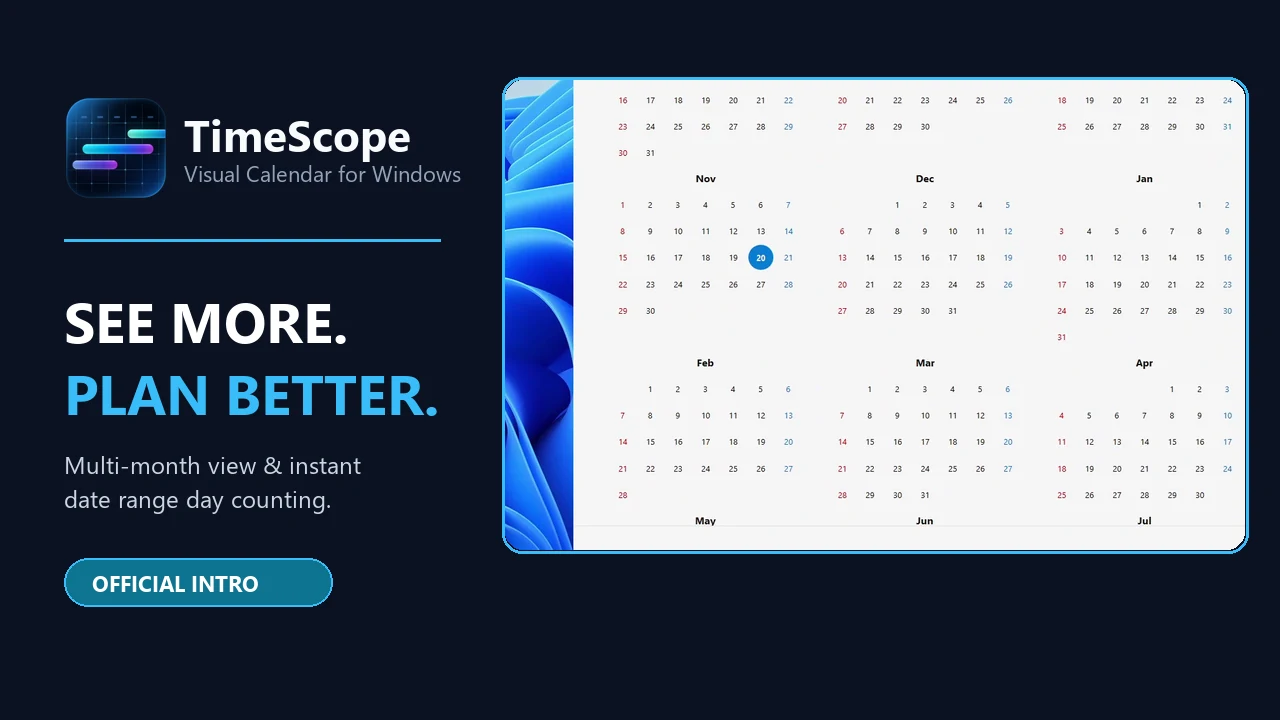 TimeScope
Visual Calendar for Windows
SEE MORE.
PLAN BETTER.
Multi-month view & instant
date range day counting.
OFFICIAL INTRO
16 17 18 19 20 21 22 20 21 22 23 24 25 26 18 19 20 21 22 23 24
23 24 25 26 27 28 29 27 28 29 30 25 26 27 28 29 30 31
30 31
Nov Dec Jan
1 2 3 4 5 6 7 1 2 3 4 5 1 2
8 9 10 11 12 13 14 6 7 8 9 10 11 12 3 4 5 6 7 8 9
15 16 17 18 19 20 21 13 14 15 16 17 18 19 10 11 12 13 14 15 16
22 23 24 25 26 27 28 20 21 22 23 24 25 26 17 18 19 20 21 22 23
29 30 27 28 29 30 31 24 25 26 27 28 29 30
31
Feb Mar Apr
1 2 3 4 5 6 1 2 3 4 5 6 1 2 3
7 8 9 10 11 12 13 7 8 9 10 11 12 13 4 5 6 7 8 9 10
14 15 16 17 18 19 20 14 15 16 17 18 19 20 11 12 13 14 15 16 17
21 22 23 24 25 26 27 21 22 23 24 25 26 27 18 19 20 21 22 23 24
28 28 29 30 31 25 26 27 28 29 30
May Jun Jul